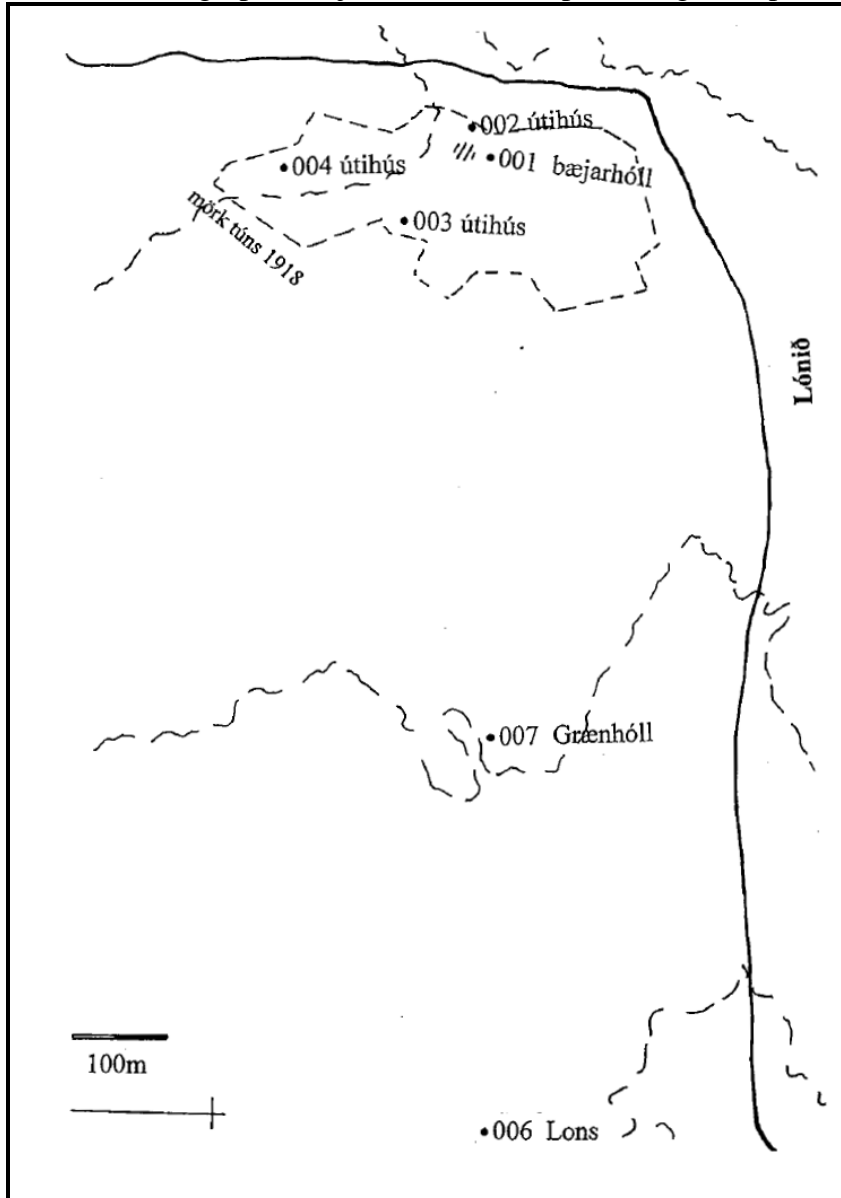 •002 útihús
•001 bæjarhóll
•004 útihús
•003 útihús
mörk túns 1918
Lónið
•007 Grænhóll
100m
•006 Lons